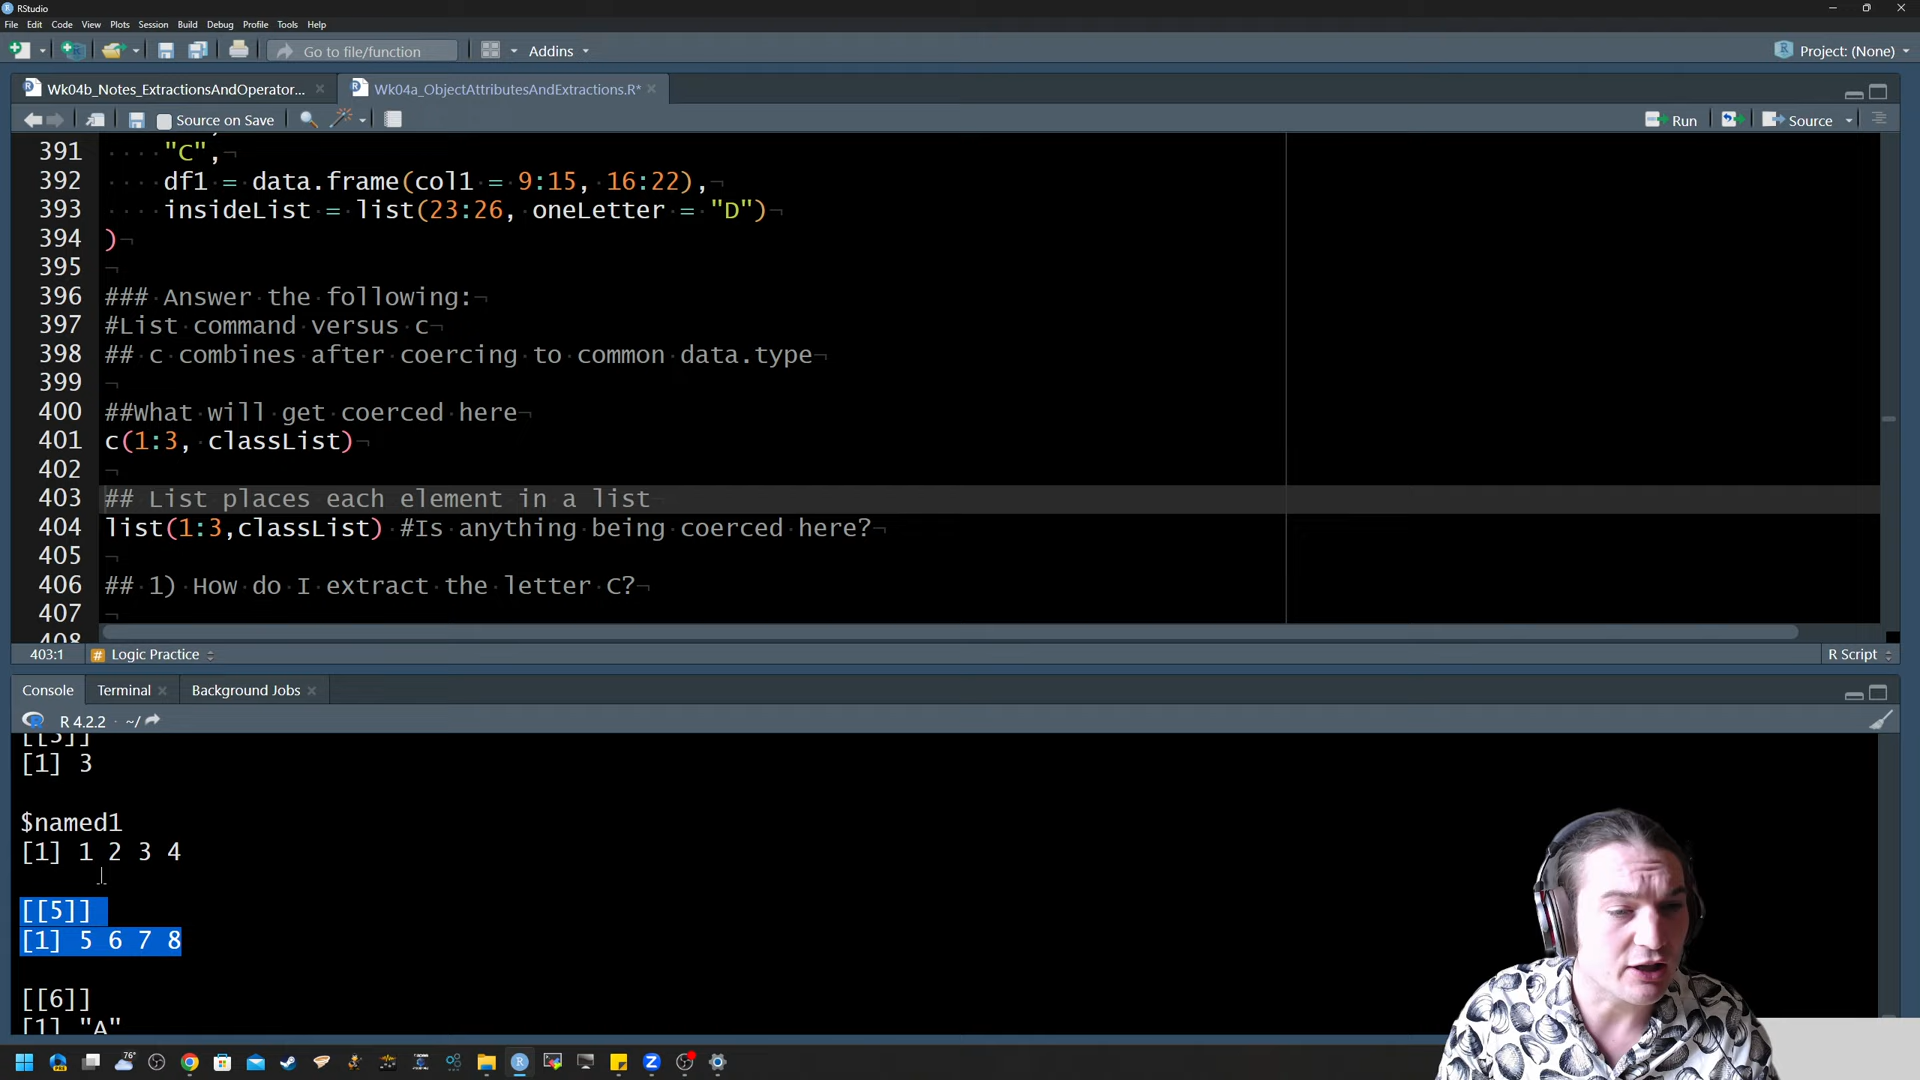 RStudio
File Edit Code View Plots Session Build Debug Profile Tools Help
Go to file/function Addins Project: (None)
Wk04b_Notes_ExtractionsAndOperator... Wk04a_ObjectAttributesAndExtractions.R*
Source on Save Run Source
391 "C",
392 df1 = data.frame(col1 = 9:15, 16:22),
393 insideList = list(23:26, oneLetter = "D")
394 )
395
396 ### Answer the following:
397 #List command versus c
398 ## c combines after coercing to common data.type
399
400 ##What will get coerced here
401 c(1:3, classList)
402
403 ## List places each element in a list
404 list(1:3,classList) #Is anything being coerced here?
405
406 ## 1) How do I extract the letter C?
407
408
403:1 # Logic Practice R Script
Console Terminal Background Jobs
R 4.2.2 · ~/
[[3]]
[1] 3
$named1
[1] 1 2 3 4
[[5]]
[1] 5 6 7 8
[[6]]
[1] "A"
76°